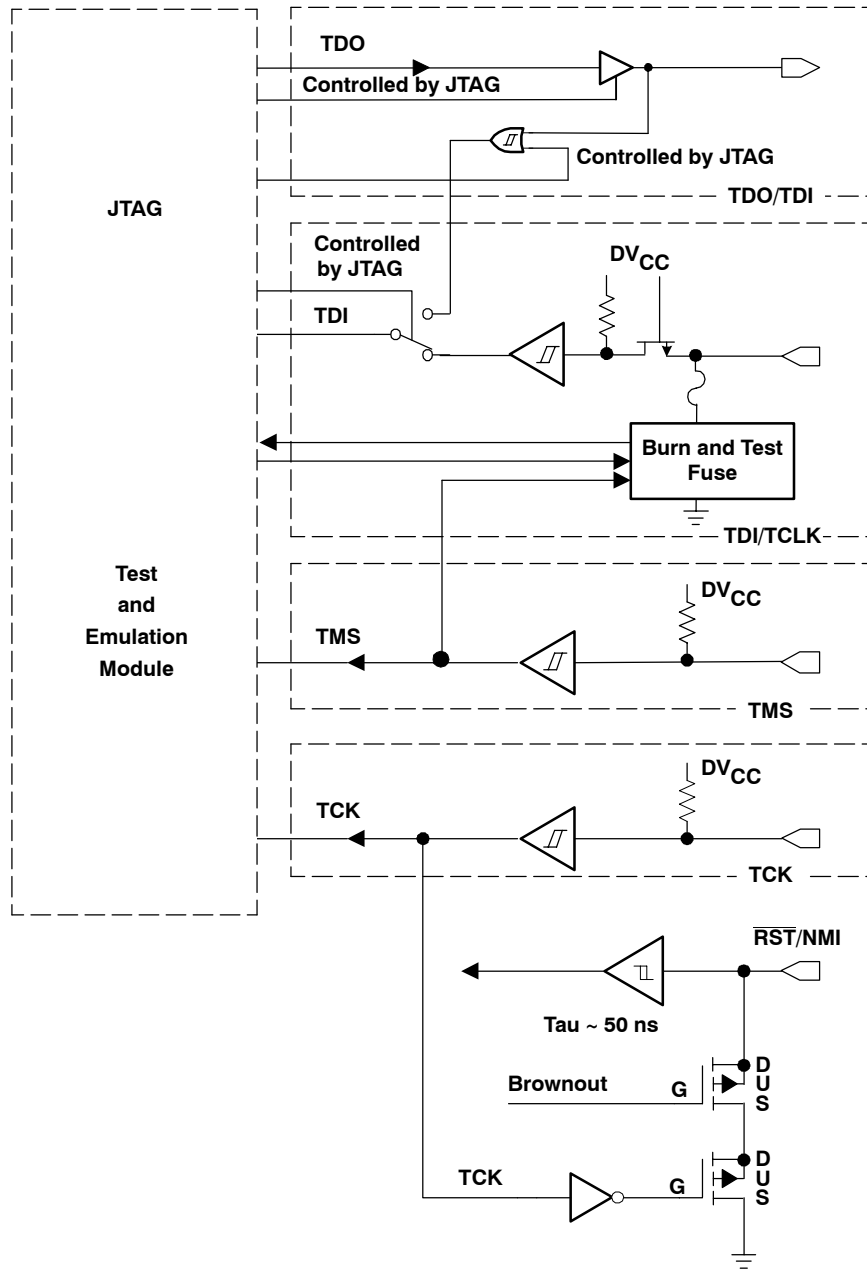 TDO
Controlled by JTAG
Controlled by JTAG
TDO/TDI
JTAG
Controlled
by JTAG
TDI
DVCC
Burn and Test
Fuse
TDI/TCLK
Test
and
Emulation
Module
TMS
DVCC
TMS
TCK
DVCC
TCK
RST/NMI
Tau ~ 50 ns
Brownout
G
D
U
S
TCK
G
D
U
S